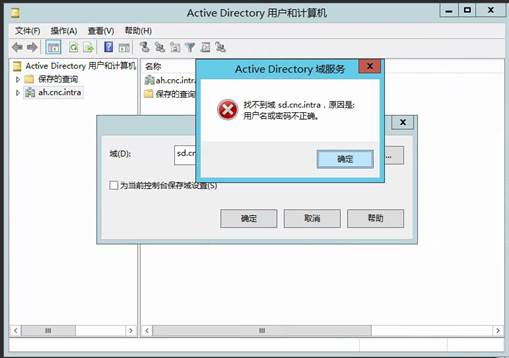 Active Directory 用户和计算机
文件(F) 操作(A) 查看(V) 帮助(H)
Active Directory 用户和计算机
保存的查询
ah.cnc.intra
名称
ah.cnc.intra
保存的查询
Active Directory 域服务
X
找不到域 sd.cnc.intra，原因是:
用户名或密码不正确。
确定
X
域(D):
sd.cn
...
为当前控制台保存域设置(S)
确定
取消
帮助